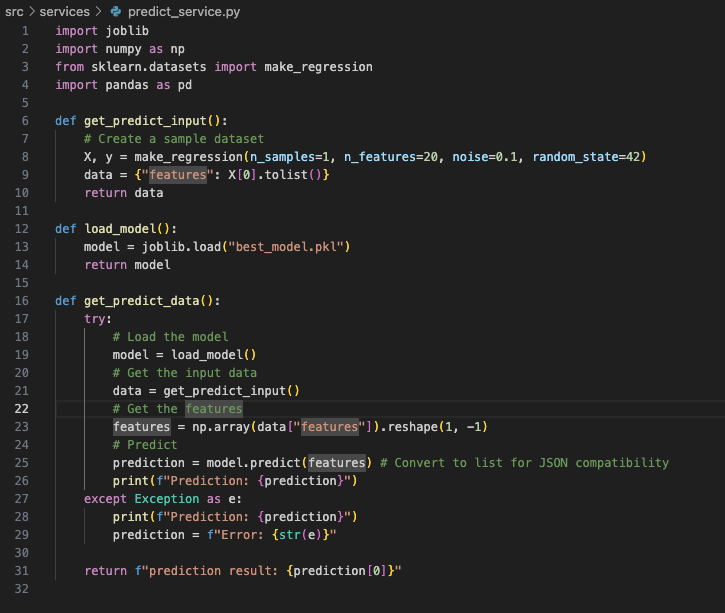 src > services > predict_service.py
1 import joblib
2 import numpy as np
3 from sklearn.datasets import make_regression
4 import pandas as pd
5
6 def get_predict_input():
7     # Create a sample dataset
8     X, y = make_regression(n_samples=1, n_features=20, noise=0.1, random_state=42)
9     data = {"features": X[0].tolist()}
10     return data
11
12 def load_model():
13     model = joblib.load("best_model.pkl")
14     return model
15
16 def get_predict_data():
17     try:
18         # Load the model
19         model = load_model()
20         # Get the input data
21         data = get_predict_input()
22         # Get the features
23         features = np.array(data["features"]).reshape(1, -1)
24         # Predict
25         prediction = model.predict(features) # Convert to list for JSON compatibility
26         print(f"Prediction: {prediction}")
27     except Exception as e:
28         print(f"Prediction: {prediction}")
29         prediction = f"Error: {str(e)}"
30
31     return f"prediction result: {prediction[0]}"
32